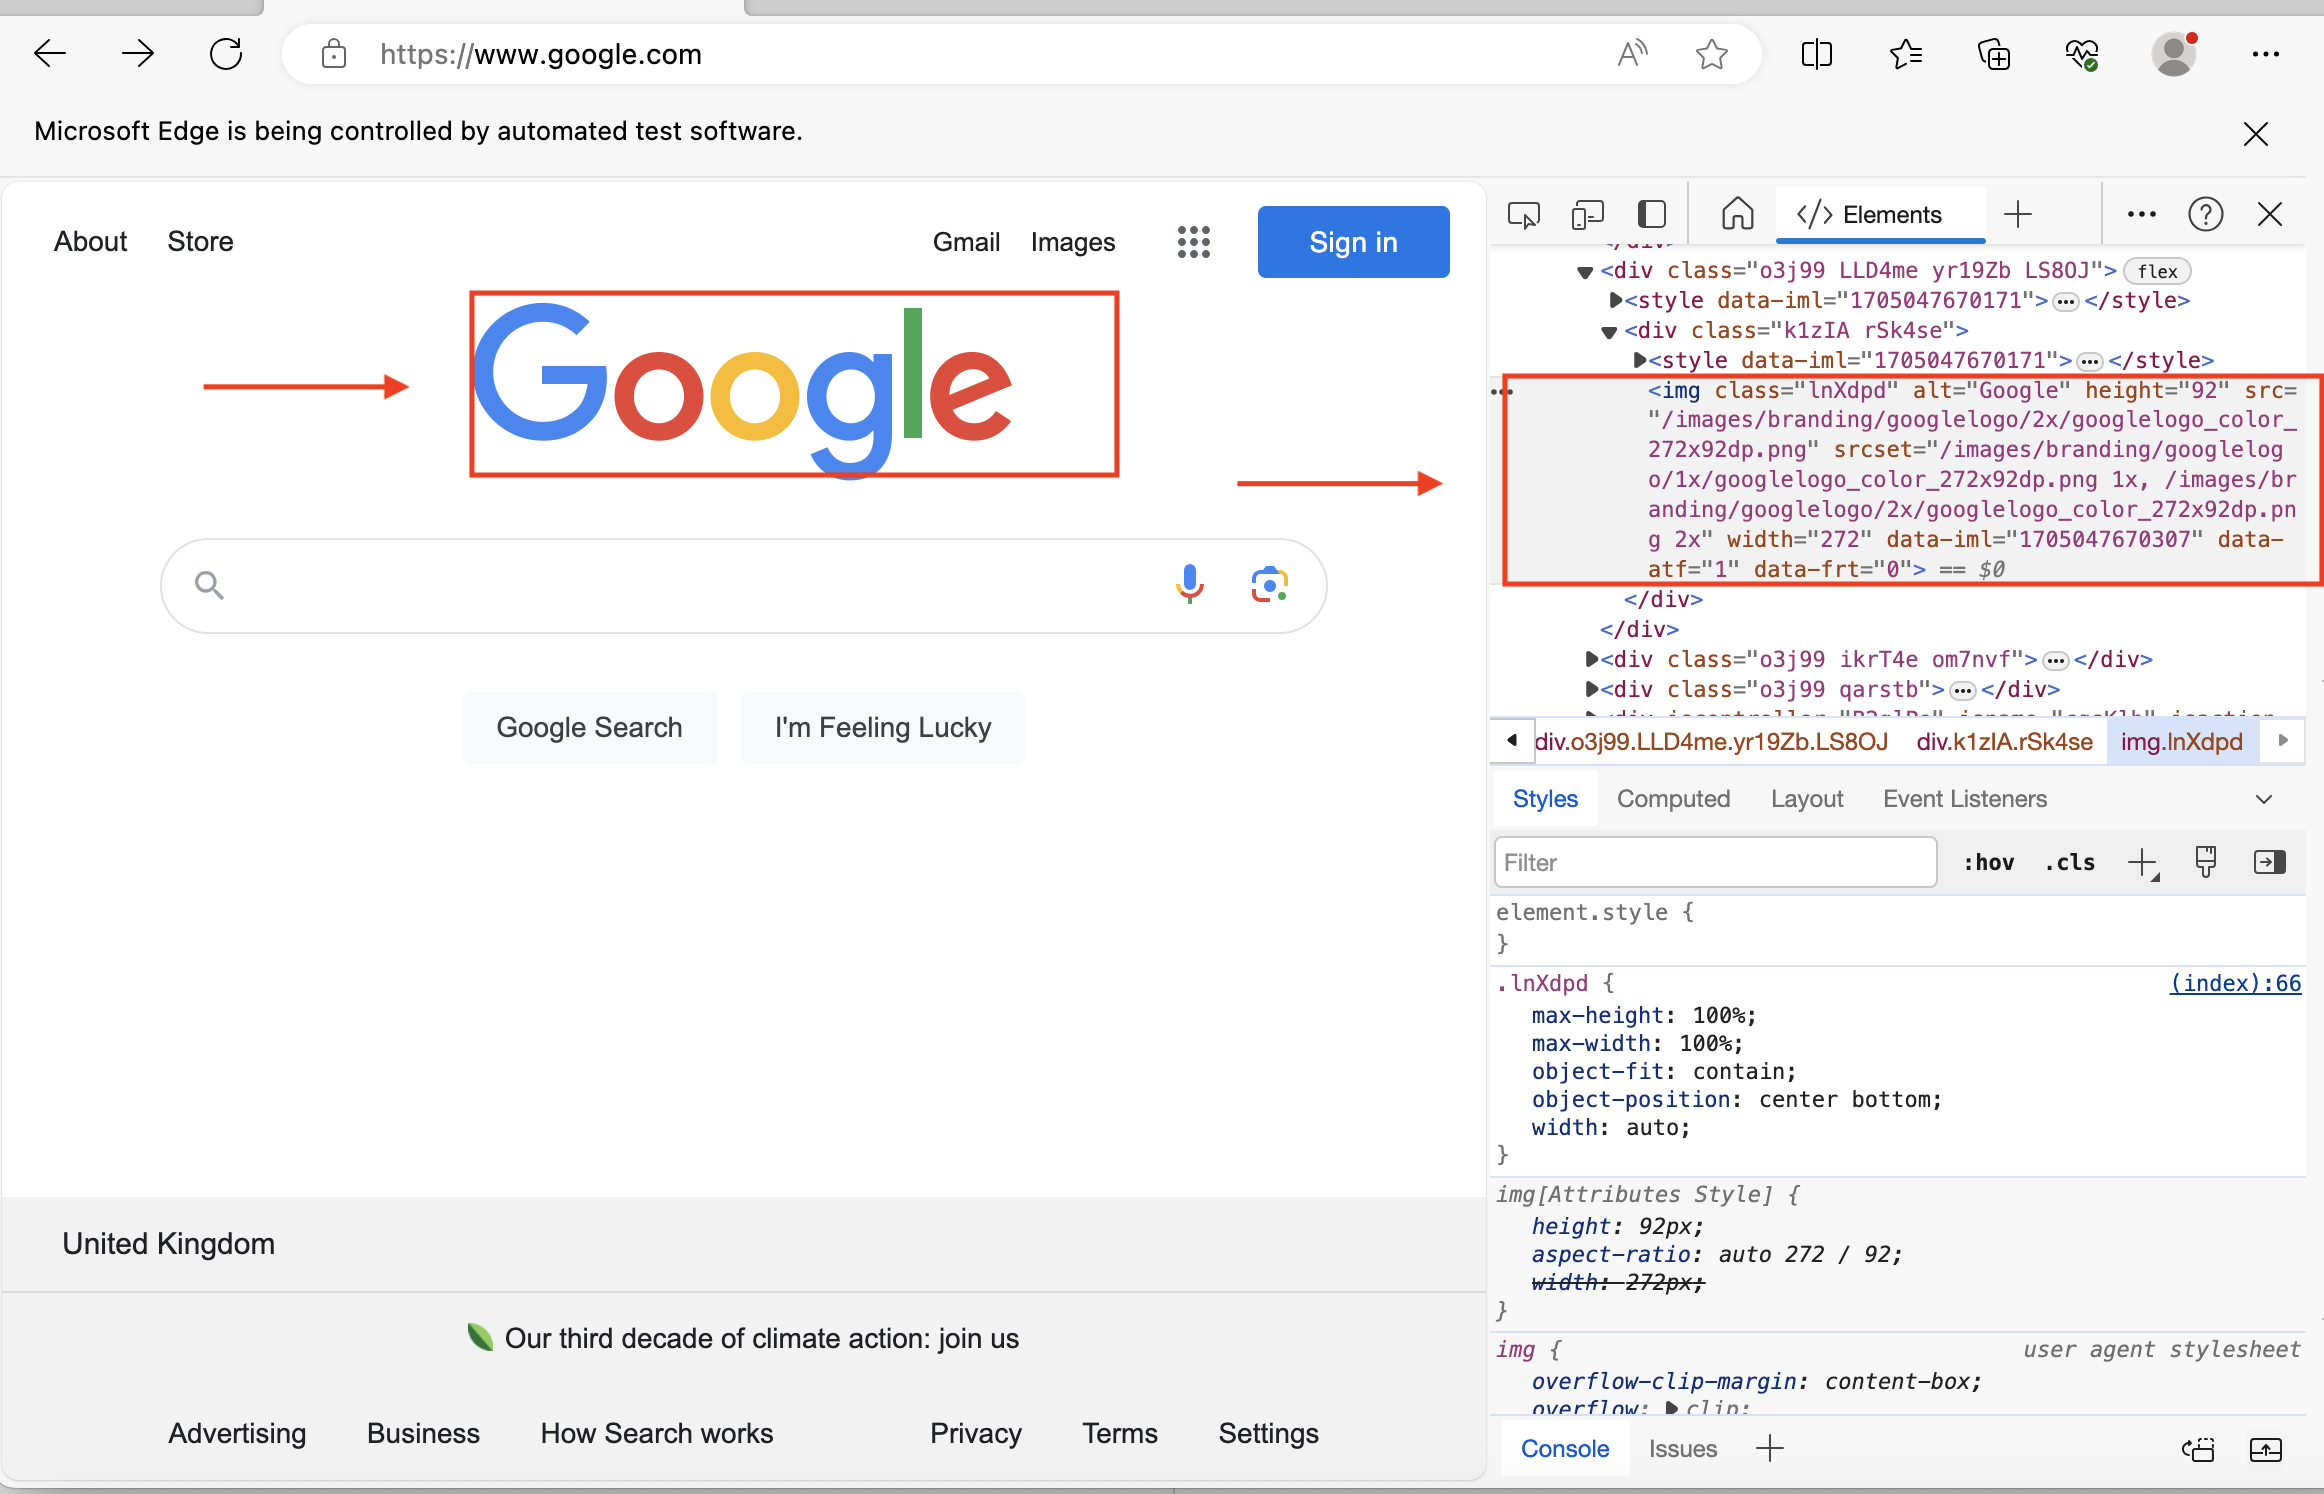 https://www.google.com
Microsoft Edge is being controlled by automated test software.
About Store Gmail Images Sign in
Google
Google Search I'm Feeling Lucky
United Kingdom
Our third decade of climate action: join us
Advertising Business How Search works Privacy Terms Settings
</> Elements
</div>
<div class="o3j99 LLD4me yr19Zb LS8OJ"> flex
<style data-iml="1705047670171">…</style>
<div class="k1zIA rSk4se">
<style data-iml="1705047670171">…</style>
<img class="lnXdpd" alt="Google" height="92" src=
"/images/branding/googlelogo/2x/googlelogo_color_
272x92dp.png" srcset="/images/branding/googlelog
o/1x/googlelogo_color_272x92dp.png 1x, /images/br
anding/googlelogo/2x/googlelogo_color_272x92dp.pn
g 2x" width="272" data-iml="1705047670307" data-
atf="1" data-frt="0"> == $0
</div>
</div>
<div class="o3j99 ikrT4e om7nvf">…</div>
<div class="o3j99 qarstb">…</div>
div.o3j99.LLD4me.yr19Zb.LS8OJ div.k1zIA.rSk4se img.lnXdpd
Styles Computed Layout Event Listeners
Filter :hov .cls
element.style {
}
.lnXdpd { (index):66
max-height: 100%;
max-width: 100%;
object-fit: contain;
object-position: center bottom;
width: auto;
}
img[Attributes Style] {
height: 92px;
aspect-ratio: auto 272 / 92;
width: 272px;
}
img { user agent stylesheet
overflow-clip-margin: content-box;
overflow: clip;
Console Issues